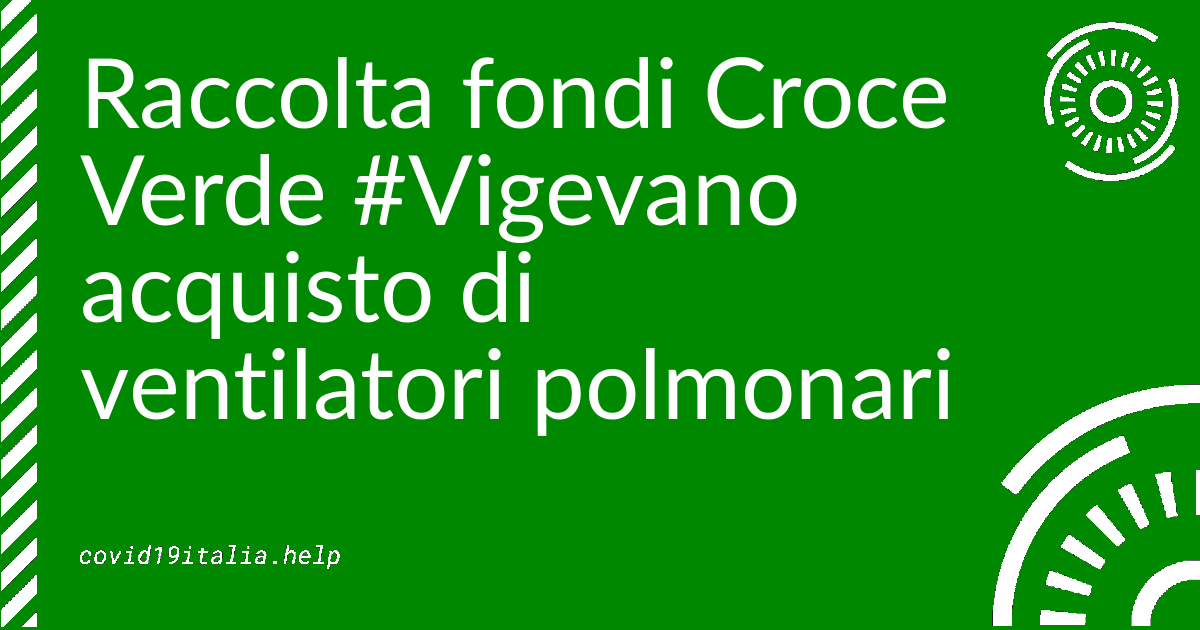 Raccolta fondi Croce
Verde #Vigevano
acquisto di
ventilatori polmonari
covid19italia.help